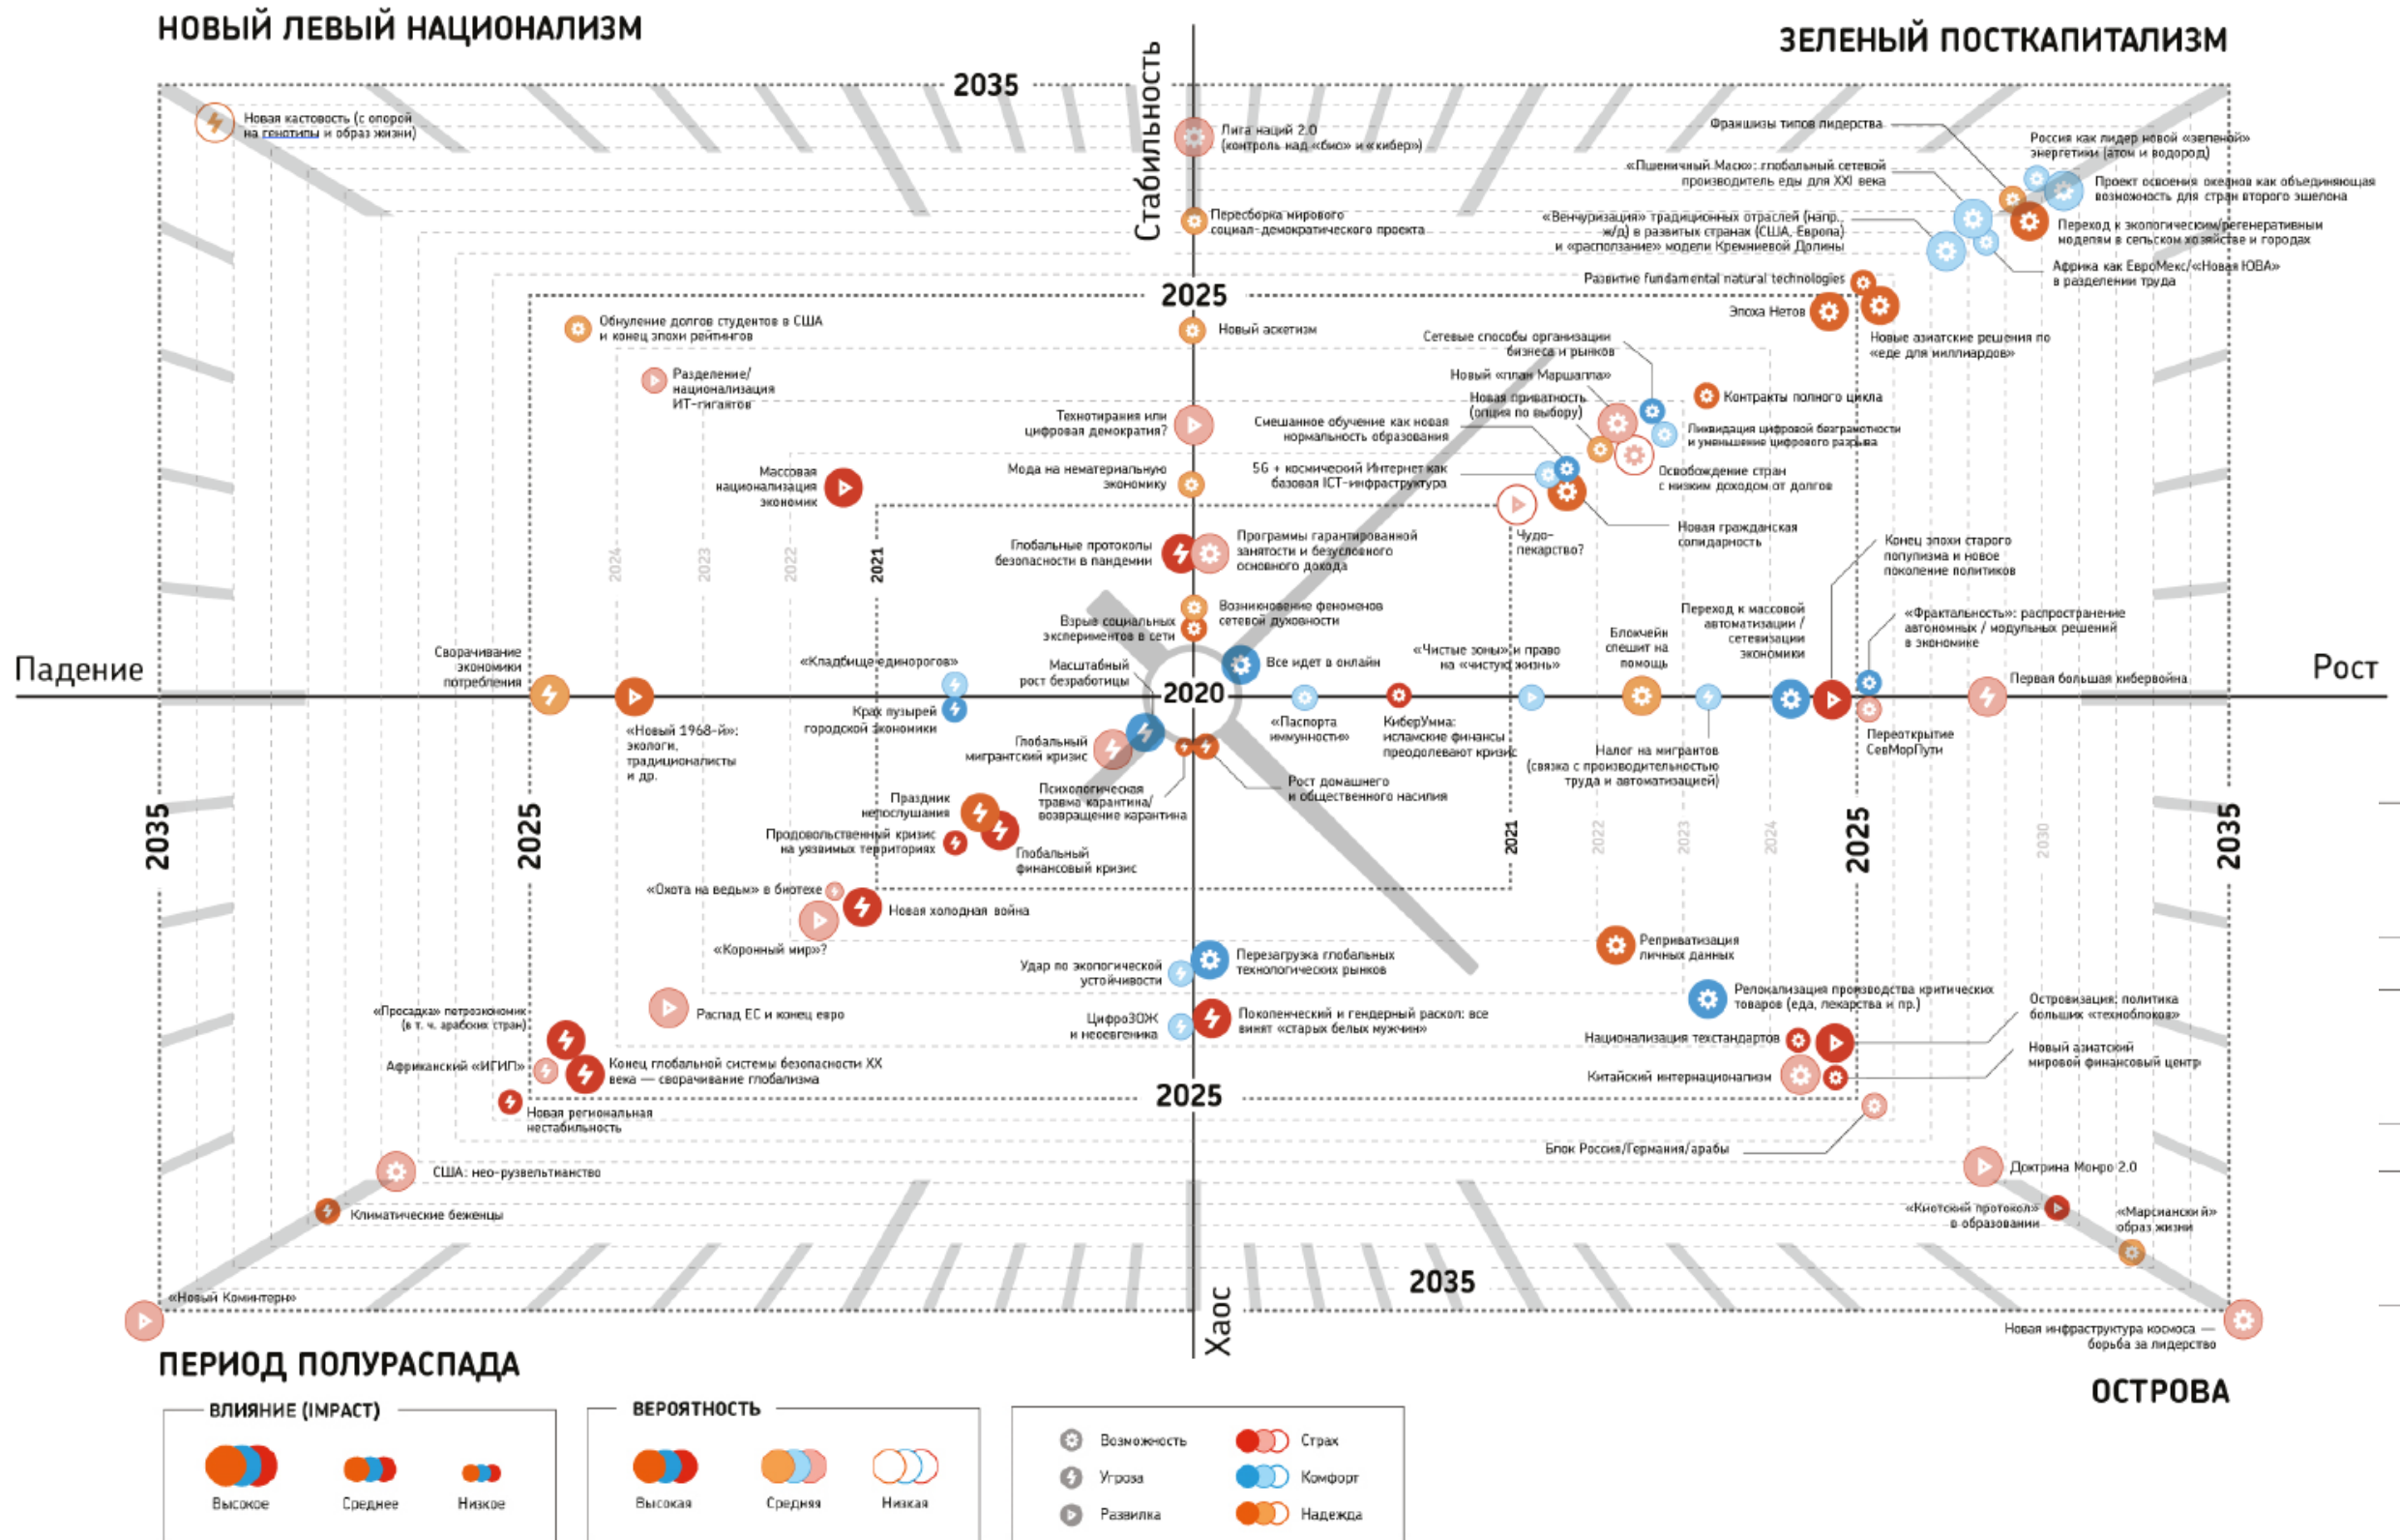 НОВЫЙ ЛЕВЫЙ НАЦИОНАЛИЗМ
ЗЕЛЕНЫЙ ПОСТКАПИТАЛИЗМ
2035
Стабильность
Новая кастовость (с опорой
на генотипы и образ жизни)
Лига наций 2.0
(контроль над «био» и «кибер»)
Пересборка мирового
социал-демократического проекта
Франшизы типов лидерства
Россия как лидер новой «зеленой»
энергетики (атом и водород)
«Пшеничный Маск»: глобальный сетевой
производитель еды для XXI века
Проект освоения океанов как объединяющая
возможность для стран второго эшелона
«Венчуризация» традиционных отраслей (напр.,
ж/д) в развитых странах (США, Европа)
и «расползание» модели Кремниевой Долины
Переход к экологическим/регенеративным
моделям в сельском хозяйстве и городах
Африка как ЕвроМекс/«Новая ЮВА»
в разделении труда
Развитие fundamental natural technologies
2025
Эпоха Нетов
Новые азиатские решения по
«еде для миллиардов»
Обнуление долгов студентов в США
и конец эпохи рейтингов
Новый аскетизм
Сетевые способы организации
бизнеса и рынков
Разделение/
национализация
ИТ-гигантов
Новый «план Маршалла»
Новая приватность
(опция по выбору)
Контракты полного цикла
Технотирания или
цифровая демократия?
Смешанное обучение как новая
нормальность образования
Ликвидация цифровой безграмотности
и уменьшение цифрового разрыва
Массовая
национализация
экономик
Мода на нематериальную
экономику
5G + космический Интернет как
базовая ICT-инфраструктура
Освобождение стран
с низким доходом от долгов
Новая гражданская
солидарность
Чудо-
лекарство?
Глобальные протоколы
безопасности в пандемии
Программы гарантированной
занятости и безусловного
основного дохода
Конец эпохи старого
популизма и новое
поколение политиков
2024
2023
2022
2021
Взрыв социальных
экспериментов в сети
Возникновение феноменов
сетевой духовности
Переход к массовой
автоматизации /
сетевизации
экономики
«Фрактальность»: распространение
автономных / модульных решений
в экономике
Падение
Сворачивание
экономики
потребления
«Кладбище единорогов»
Масштабный
рост безработицы
Все идет в онлайн
«Чистые зоны» и право
на «чистую жизнь»
Блокчейн
спешит на
помощь
Первая большая кибервойна
Рост
2020
«Новый 1968-й»:
экологи,
традиционалисты
и др.
Крах пузырей
городской экономики
Глобальный
мигрантский кризис
«Паспорта
иммунности»
КиберУмма:
исламские финансы
преодолевают кризис
Налог на мигрантов
(связка с производительностью
труда и автоматизацией)
Переоткрытие
СевМорПути
Психологическая
травма карантина/
возвращение карантина
Рост домашнего
и общественного насилия
Праздник
непослушания
Продовольственный кризис
на уязвимых территориях
Глобальный
финансовый кризис
2035
2025
2021
2022
2023
2024
2025
2030
2035
«Охота на ведьм» в биотехе
Новая холодная война
«Коронный мир»?
Удар по экологической
устойчивости
Перезагрузка глобальных
технологических рынков
Реприватизация
личных данных
«Просадка» петроэкономик
(в т. ч. арабских стран)
Распад ЕС и конец евро
ЦифроЗОЖ
и неоевгеника
Поколенческий и гендерный раскол: все
винят «старых белых мужчин»
Релокализация производства критических
товаров (еда, лекарства и пр.)
Островизация: политика
больших «техноблоков»
Национализация техстандартов
Африканский «ИГИЛ»
Конец глобальной системы безопасности XX
века — сворачивание глобализма
Китайский интернационализм
Новый азиатский
мировой финансовый центр
Новая региональная
нестабильность
2025
Блок Россия/Германия/арабы
США: нео-рузвельтианство
Доктрина Монро 2.0
Климатические беженцы
«Киотский протокол»
в образовании
«Марсианский»
образ жизни
2035
«Новый Коминтерн»
Хаос
Новая инфраструктура космоса —
борьба за лидерство
ПЕРИОД ПОЛУРАСПАДА
ОСТРОВА
ВЛИЯНИЕ (IMPACT)
Высокое
Среднее
Низкое
ВЕРОЯТНОСТЬ
Высокая
Средняя
Низкая
Возможность
Страх
Угроза
Комфорт
Развилка
Надежда